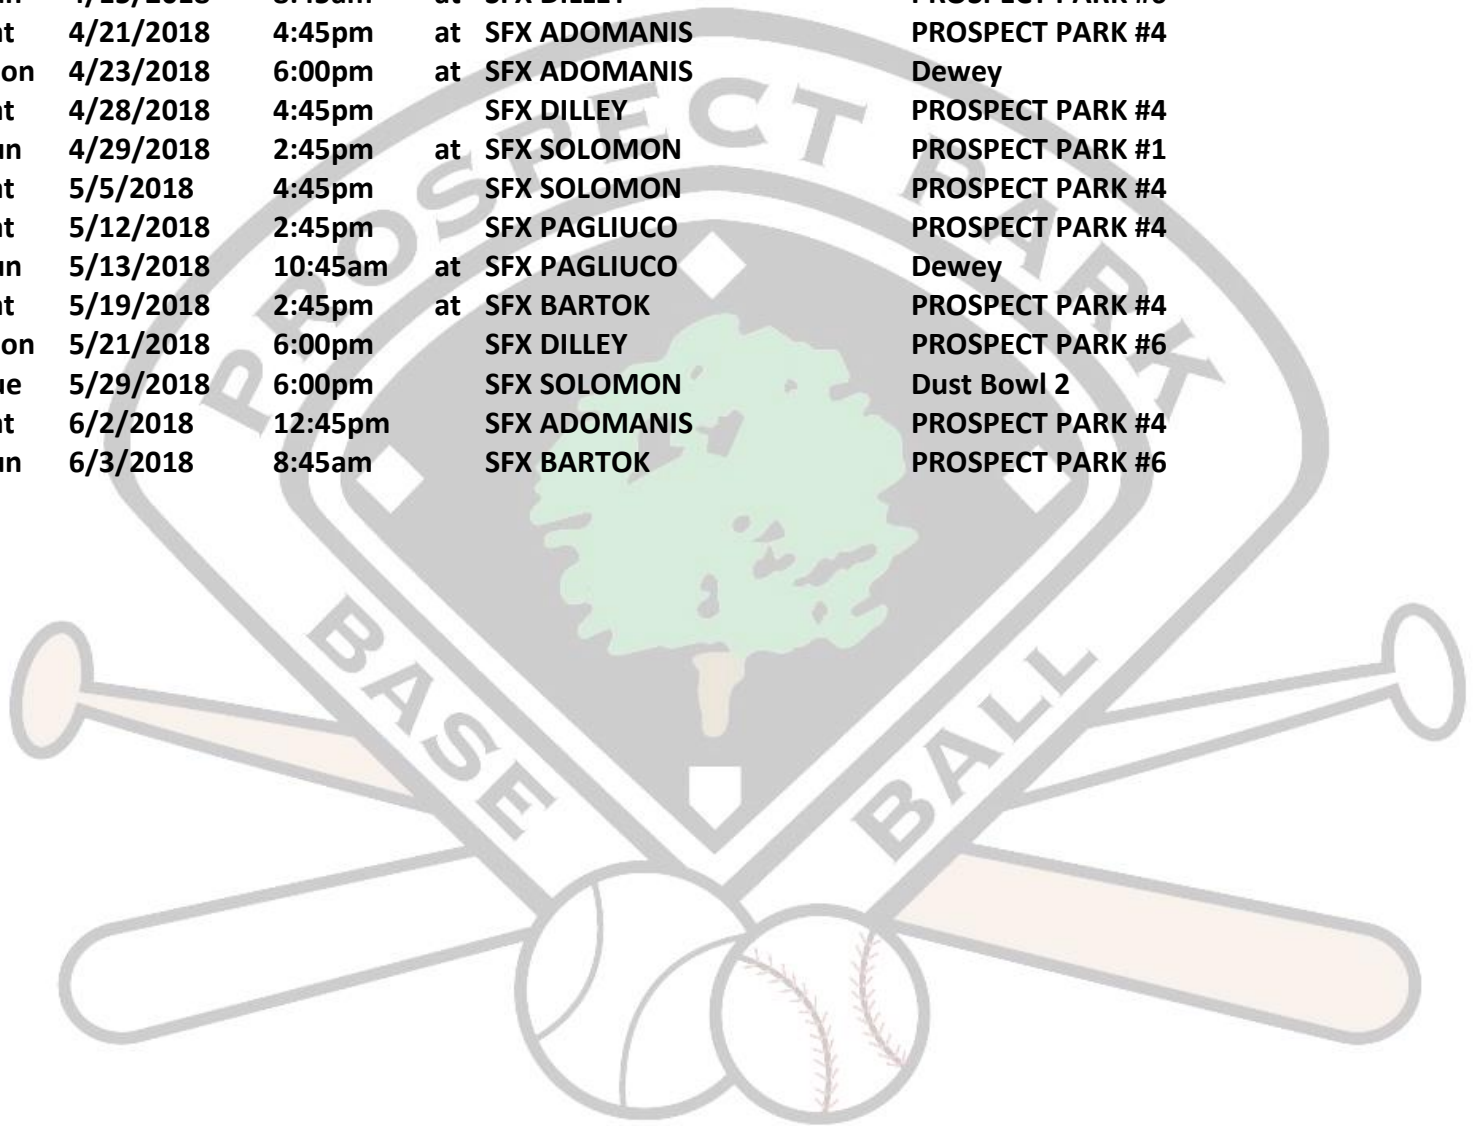 at SFX DILLEY PROSPECT PARK
at 4/21/2018 4:45pm at SFX ADOMANIS PROSPECT PARK #4
on 4/23/2018 6:00pm at SFX ADOMANIS Dewey
at 4/28/2018 4:45pm SFX DILLEY PROSPECT PARK #4
un 4/29/2018 2:45pm at SFX SOLOMON PROSPECT PARK #1
at 5/5/2018 4:45pm SFX SOLOMON PROSPECT PARK #4
at 5/12/2018 2:45pm SFX PAGLIUCO PROSPECT PARK #4
un 5/13/2018 10:45am at SFX PAGLIUCO Dewey
at 5/19/2018 2:45pm at SFX BARTOK PROSPECT PARK #4
on 5/21/2018 6:00pm SFX DILLEY PROSPECT PARK #6
ue 5/29/2018 6:00pm SFX SOLOMON Dust Bowl 2
at 6/2/2018 12:45pm SFX ADOMANIS PROSPECT PARK #4
un 6/3/2018 8:45am SFX BARTOK PROSPECT PARK #6
PROSPECT PARK
BASE BALL